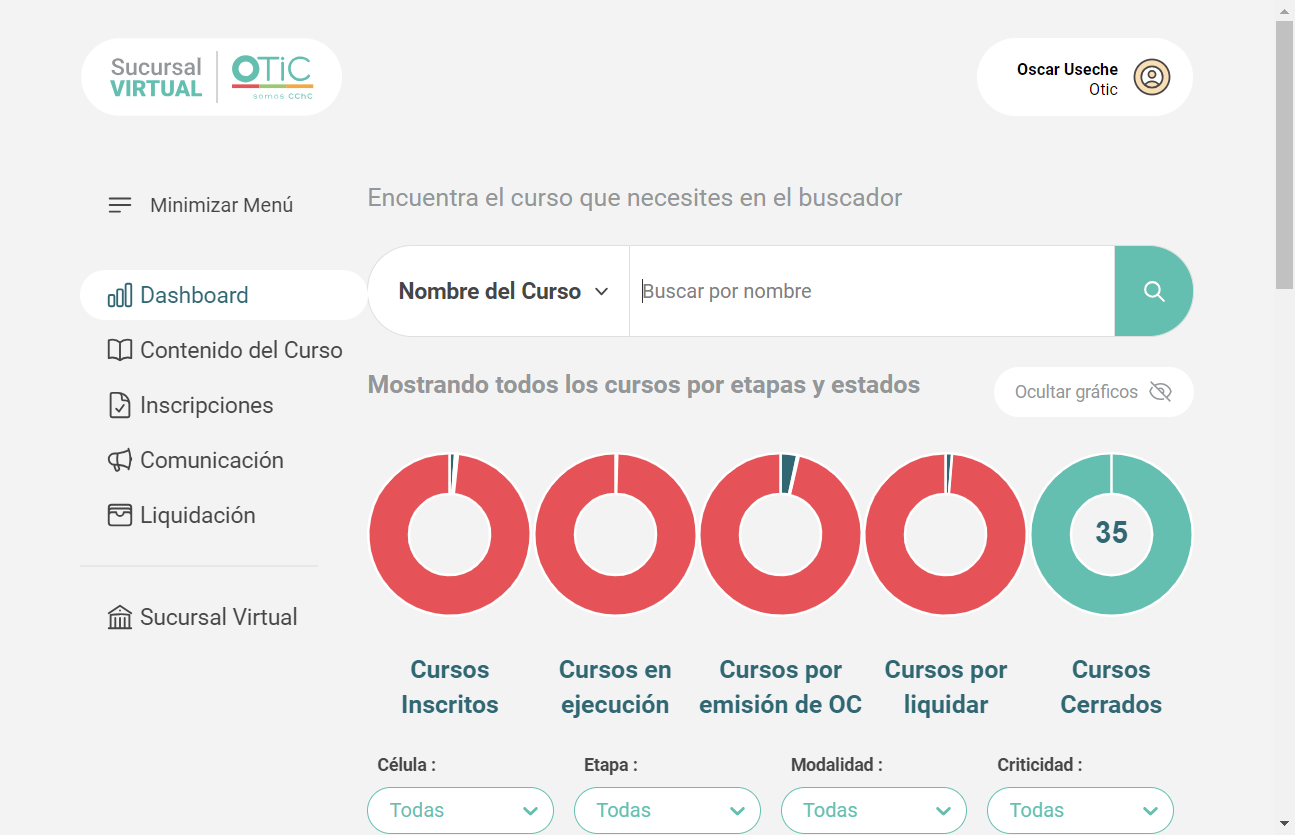 Sucursal
VIRTUAL
OTiC
somos CChC
Oscar Useche
Otic
Minimizar Menú
Dashboard
Contenido del Curso
Inscripciones
Comunicación
Liquidación
Sucursal Virtual
Encuentra el curso que necesites en el buscador
Nombre del Curso
Buscar por nombre
Mostrando todos los cursos por etapas y estados
Ocultar gráficos
35
Cursos
Inscritos
Cursos en
ejecución
Cursos por
emisión de OC
Cursos por
liquidar
Cursos
Cerrados
Célula :
Etapa :
Modalidad :
Criticidad :
Todas
Todas
Todas
Todas